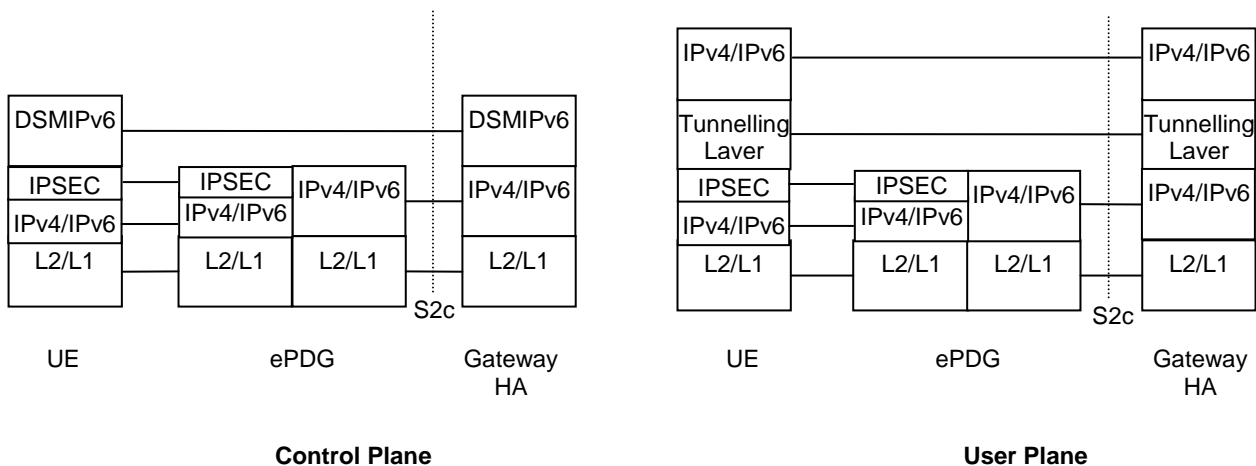 DSMIPv6
DSMIPv6
IPSEC
IPSEC
IPv4/IPv6
IPv4/IPv6
IPv4/IPv6
IPv4/IPv6
L2/L1
L2/L1
L2/L1
L2/L1
S2c
UE
ePDG
Gateway
HA
Control Plane
IPv4/IPv6
IPv4/IPv6
Tunnelling
Laver
Tunnelling
Laver
IPSEC
IPSEC
IPv4/IPv6
IPv4/IPv6
IPv4/IPv6
IPv4/IPv6
L2/L1
L2/L1
L2/L1
L2/L1
S2c
UE
ePDG
Gateway
HA
User Plane